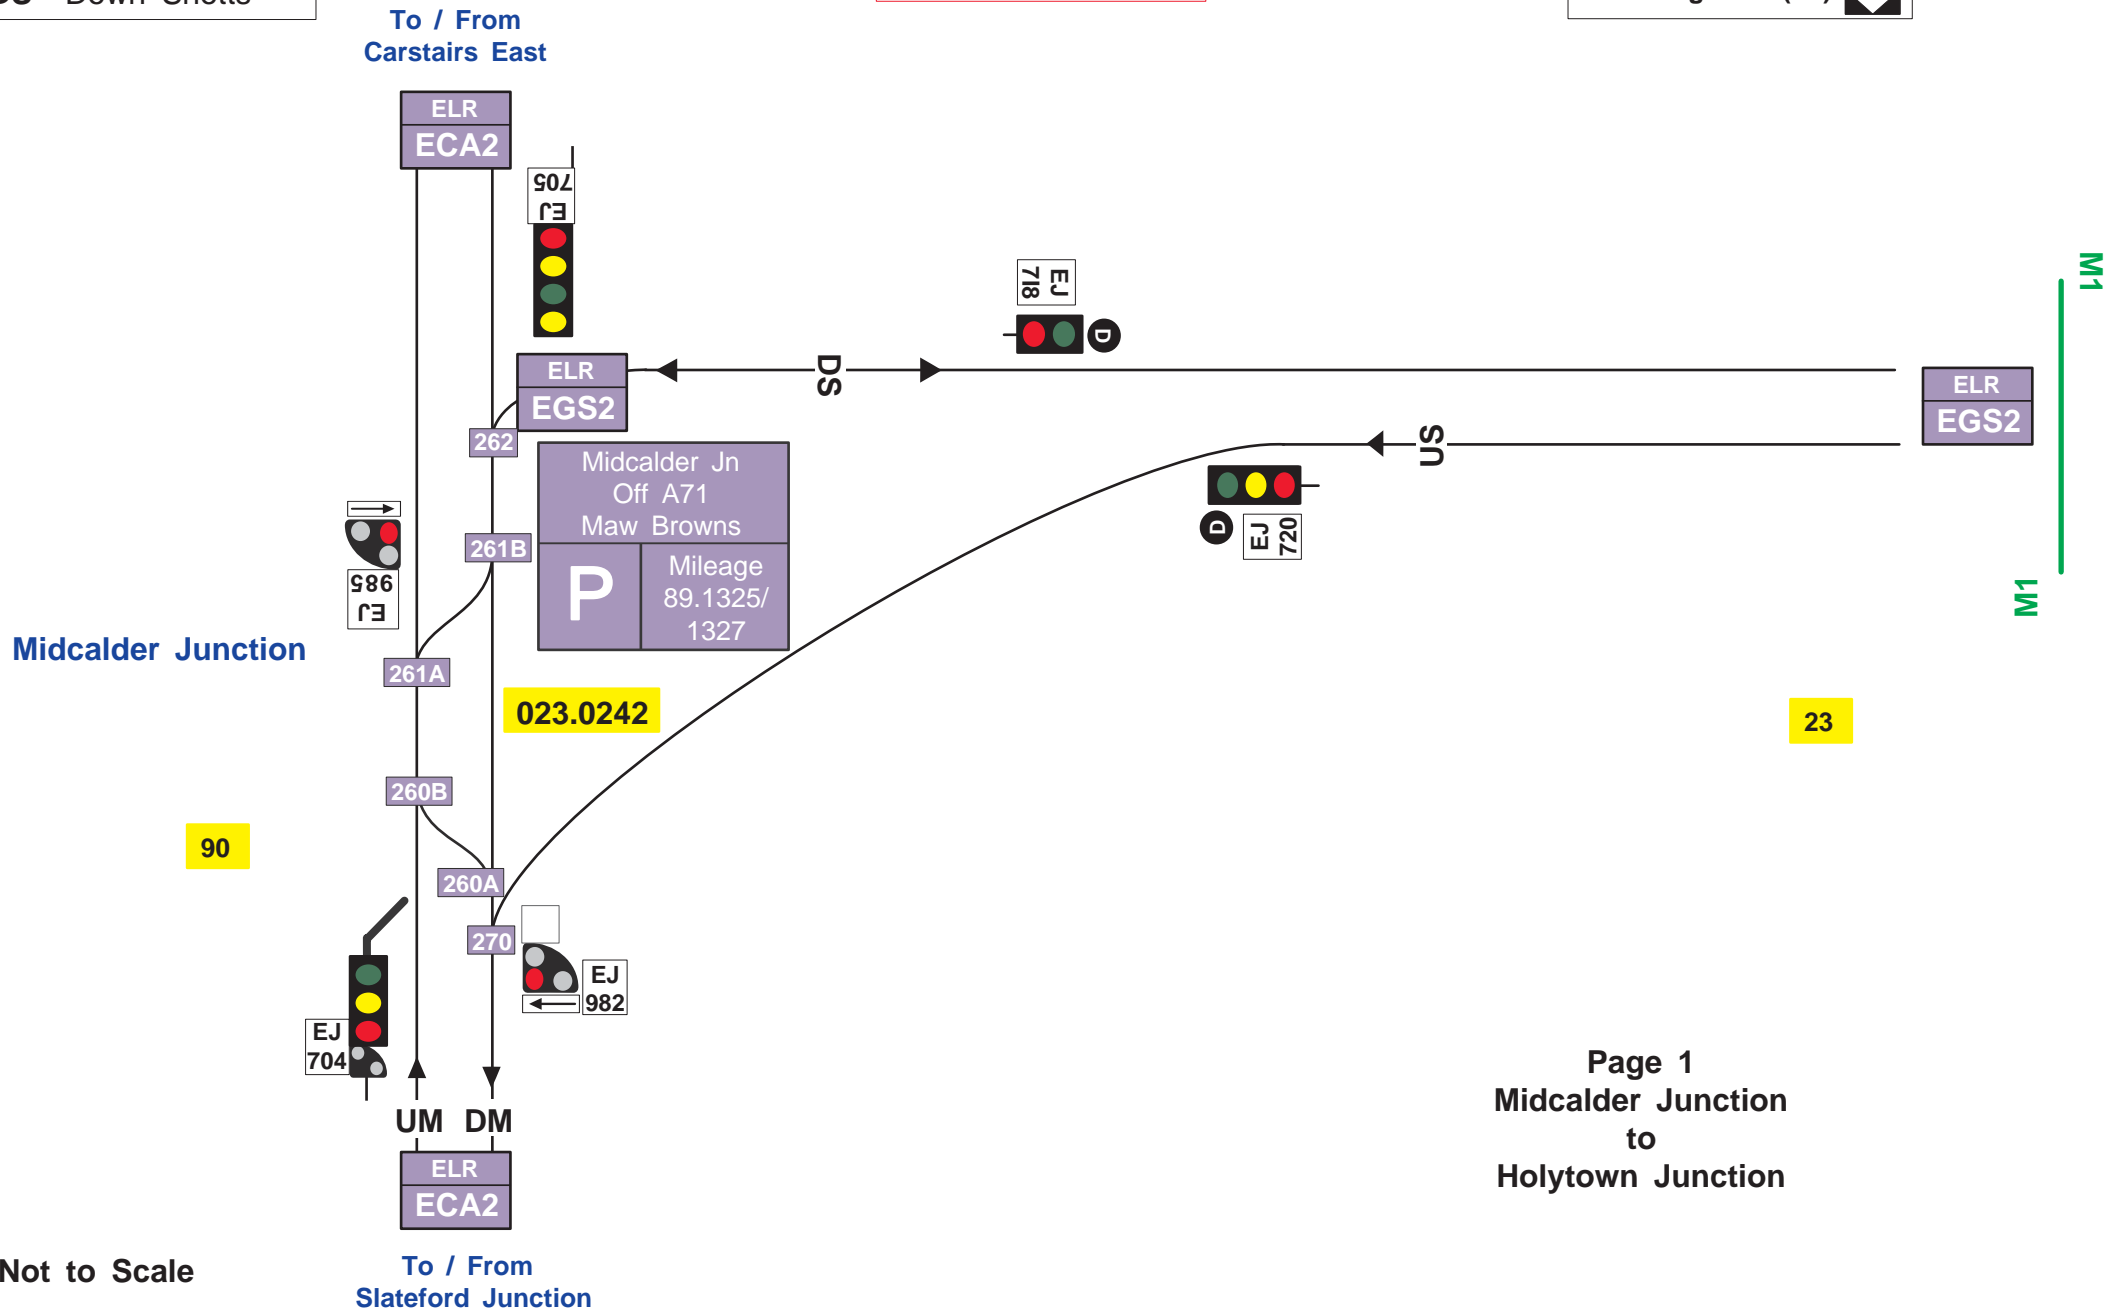 Down Shotts
To / From
Carstairs East
ELR
ECA2
705
EJ
EJ
718
D
M1
DS
ELR
EGS2
ELR
EGS2
262
US
Midcalder Jn
Off A71
Maw Browns
P
Mileage
89.1325/
1327
D
EJ
720
261B
985
EJ
M1
Midcalder Junction
261A
023.0242
23
260B
90
260A
270
EJ
982
EJ
704
UM DM
Page 1
Midcalder Junction
to
Holytown Junction
ELR
ECA2
Not to Scale
To / From
Slateford Junction